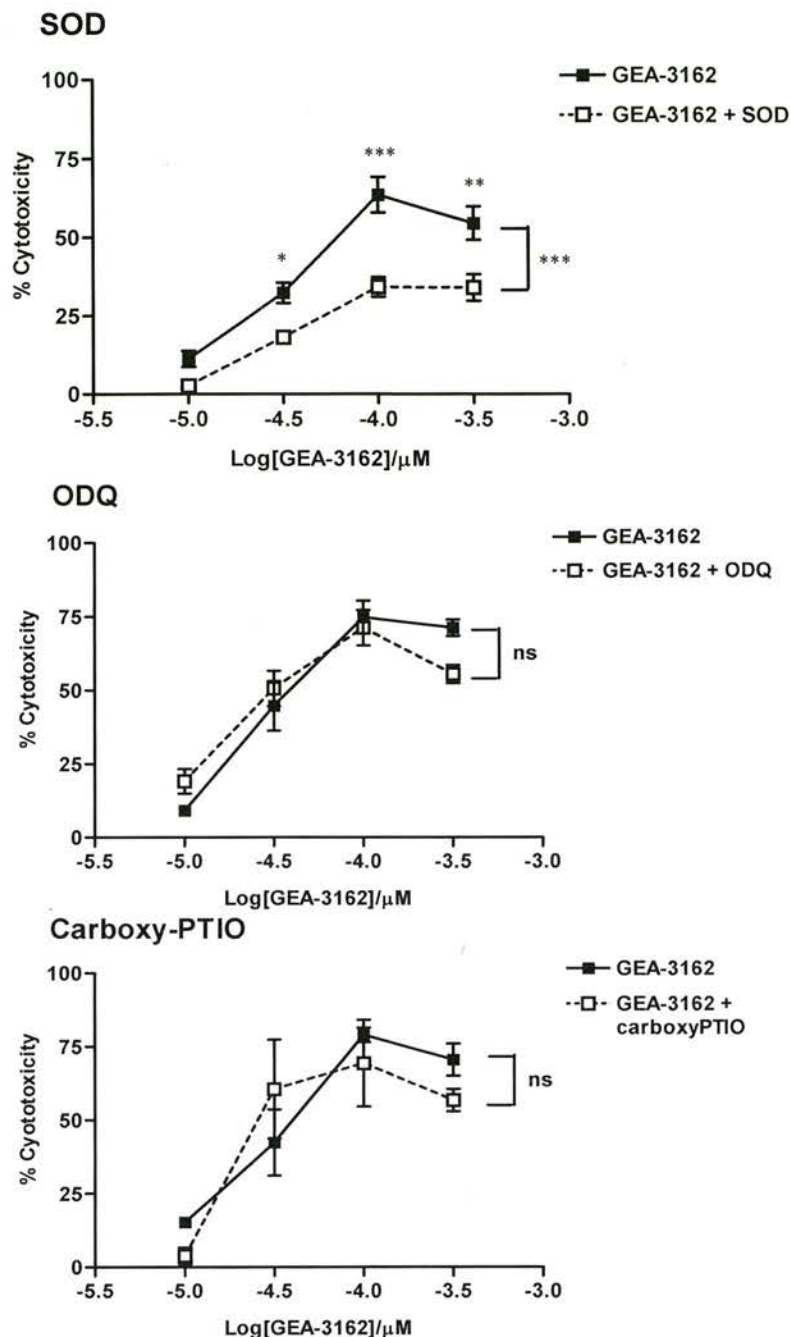 SOD
GEA-3162
GEA-3162 + SOD
% Cytotoxicity
100
75
50
25
0
*
***
**
***
-5.5 -5.0 -4.5 -4.0 -3.5 -3.0
Log[GEA-3162]/μM
ODQ
GEA-3162
GEA-3162 + ODQ
% Cytotoxicity
100
75
50
25
0
ns
-5.5 -5.0 -4.5 -4.0 -3.5 -3.0
Log[GEA-3162]/μM
Carboxy-PTIO
GEA-3162
GEA-3162 +
carboxyPTIO
% Cyototoxicity
100
75
50
25
0
ns
-5.5 -5.0 -4.5 -4.0 -3.5 -3.0
Log[GEA-3162]/μM